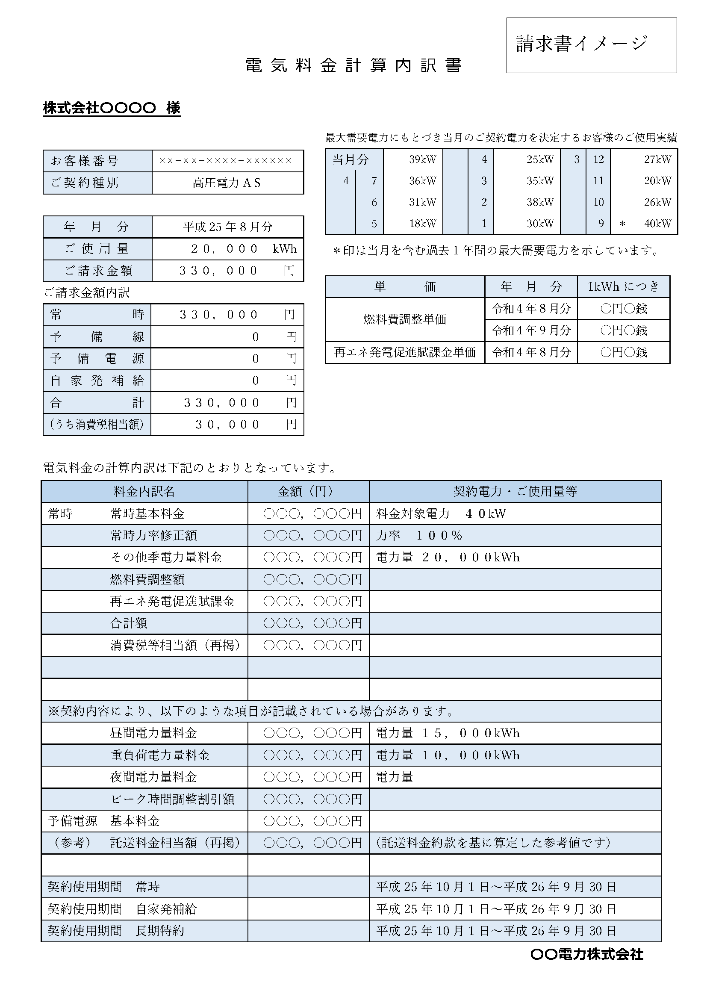 請求書イメージ
電気料金計算内訳書
株式会社〇〇〇〇 様
お客様番号 ××-××-××××-××××××
ご契約種別 高圧電力AS
年月分 平成25年8月分
ご使用量 20,000 kWh
ご請求金額 330,000 円
ご請求金額内訳
常時 330,000 円
予備線 0 円
予備電源 0 円
自家発補給 0 円
合計 330,000 円
(うち消費税相当額) 30,000 円
最大需要電力にもとづき当月のご契約電力を決定するお客様のご使用実績
当月分 39kW 4 25kW 3 12 27kW
4 7 36kW 3 35kW 11 20kW
6 31kW 2 38kW 10 26kW
5 18kW 1 30kW 9 * 40kW
*印は当月を含む過去1年間の最大需要電力を示しています。
単価 年月分 1kWhにつき
燃料費調整単価 令和4年8月分 〇円〇銭
令和4年9月分 〇円〇銭
再エネ発電促進賦課金単価 令和4年8月分 〇円〇銭
電気料金の計算内訳は下記のとおりとなっています。
料金内訳名 金額（円） 契約電力・ご使用量等
常時 常時基本料金 〇〇〇,〇〇〇円 料金対象電力 40kW
常時力率修正額 〇〇〇,〇〇〇円 力率 100%
その他季電力量料金 〇〇〇,〇〇〇円 電力量 20,000kWh
燃料費調整額 〇〇〇,〇〇〇円
再エネ発電促進賦課金 〇〇〇,〇〇〇円
合計額 〇〇〇,〇〇〇円
消費税等相当額（再掲） 〇〇〇,〇〇〇円
※契約内容により、以下のような項目が記載されている場合があります。
昼間電力量料金 〇〇〇,〇〇〇円 電力量 15,000kWh
重負荷電力量料金 〇〇〇,〇〇〇円 電力量 10,000kWh
夜間電力量料金 〇〇〇,〇〇〇円 電力量
ピーク時間調整割引額 〇〇〇,〇〇〇円
予備電源 基本料金 〇〇〇,〇〇〇円
（参考） 託送料金相当額（再掲） 〇〇〇,〇〇〇円 (託送料金約款を基に算定した参考値です)
契約使用期間 常時 平成25年10月1日～平成26年9月30日
契約使用期間 自家発補給 平成25年10月1日～平成26年9月30日
契約使用期間 長期特約 平成25年10月1日～平成26年9月30日
〇〇電力株式会社